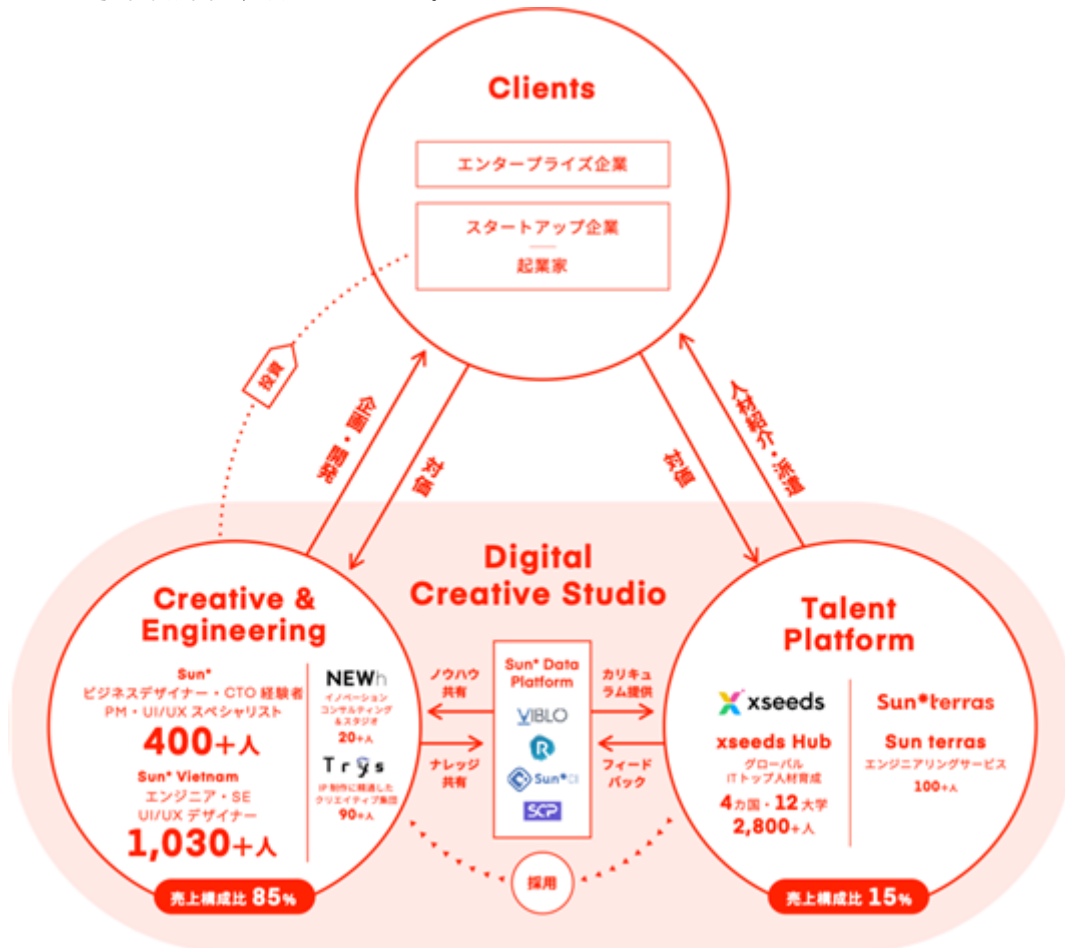 Clients
エンタープライズ企業
スタートアップ企業
起業家
投資
企画・開発
対価
対価
人材紹介・派遣
Digital
Creative Studio
Creative &
Engineering
Sun*
ビジネスデザイナー・CTO 経験者
PM・UI/UX スペシャリスト
400+人
Sun* Vietnam
エンジニア・SE
UI/UX デザイナー
1,030+人
NEWh
イノベーション
コンサルティング
&スタジオ
20+人
Trys
IP 制作に精通した
クリエイティブ集団
90+人
売上構成比 85%
ノウハウ
共有
ナレッジ
共有
Sun* Data
Platform
VIBLO
R
Sun*CI
SCP
カリキュ
ラム提供
フィード
バック
採用
Talent
Platform
xseeds
xseeds Hub
グローバル
ITトップ人材育成
4カ国・12大学
2,800+人
Sun*terras
Sun terras
エンジニアリングサービス
100+人
売上構成比 15%